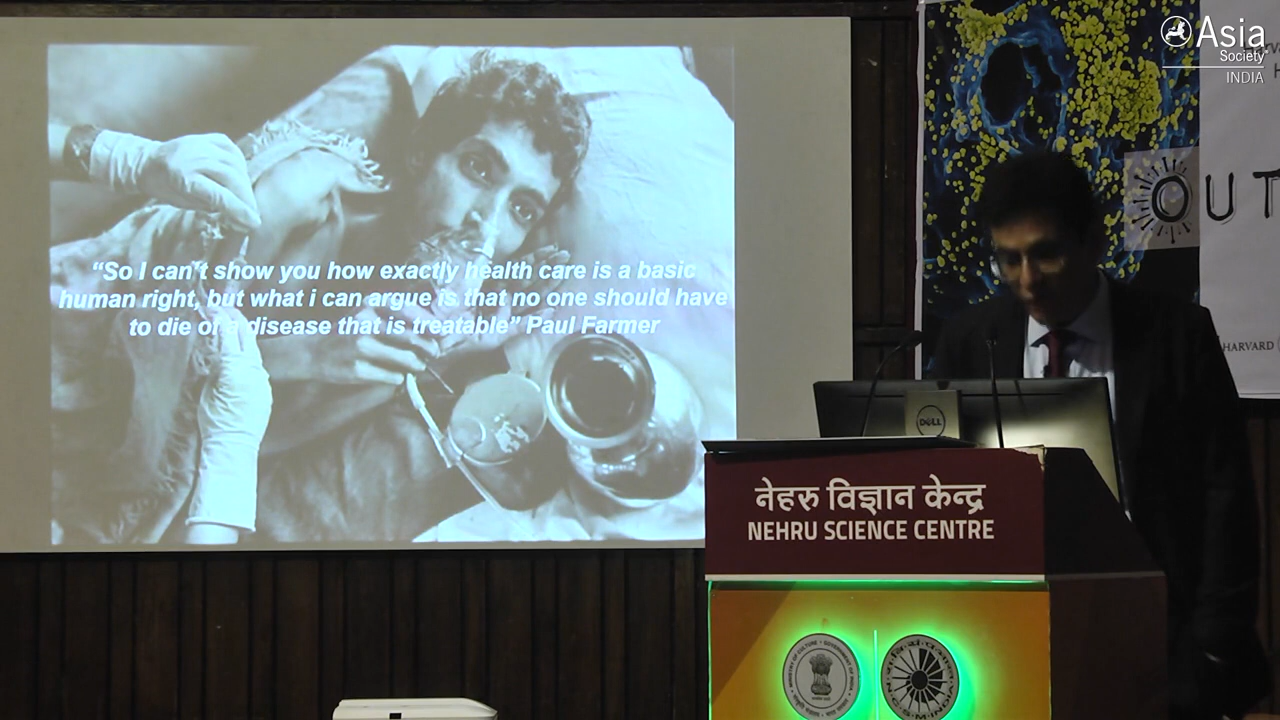 Asia
Society
INDIA
OUT
HARVARD
“So I can’t show you how exactly health care is a basic
human right, but what i can argue is that no one should have
to die of a disease that is treatable” Paul Farmer
DELL
नेहरु विज्ञान केन्द्र
NEHRU SCIENCE CENTRE